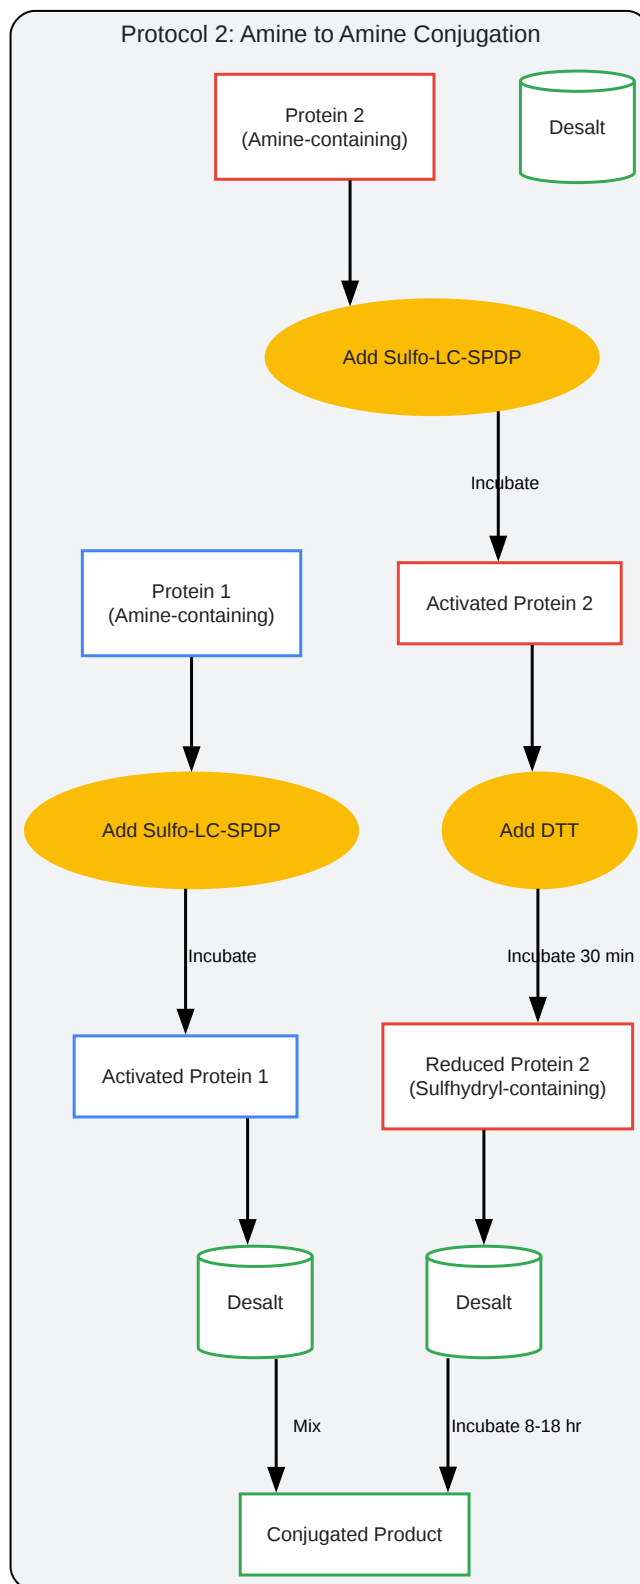 Protocol 2: Amine to Amine Conjugation
Protein 2
(Amine-containing)
Desalt
Add Sulfo-LC-SPDP
Incubate
Protein 1
(Amine-containing)
Activated Protein 2
Add Sulfo-LC-SPDP
Add DTT
Incubate
Incubate 30 min
Activated Protein 1
Reduced Protein 2
(Sulfhydryl-containing)
Desalt
Desalt
Mix
Incubate 8-18 hr
Conjugated Product